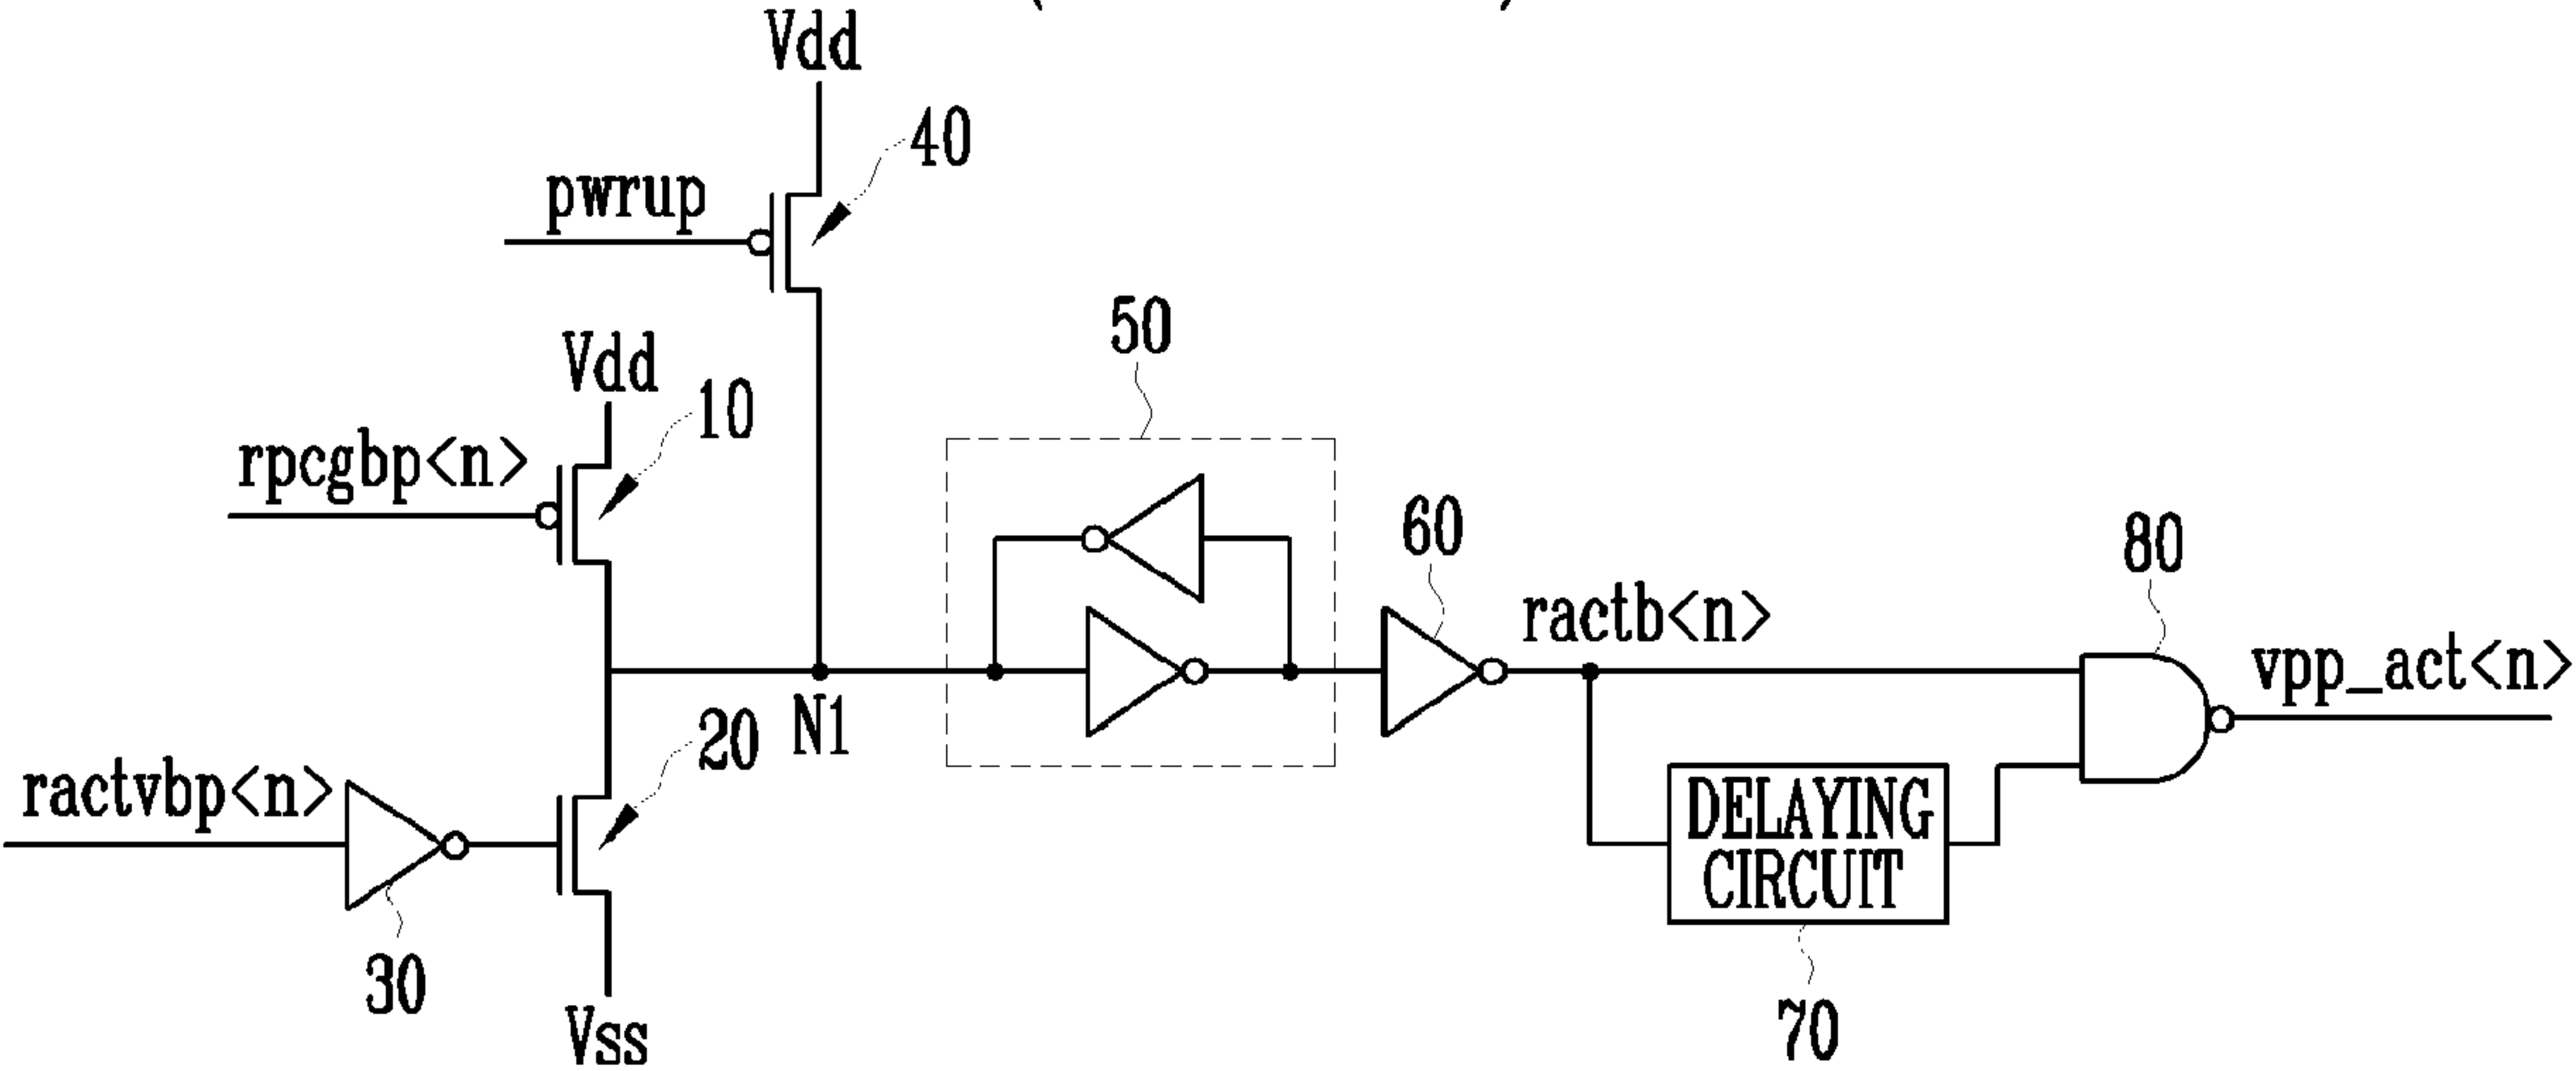 Vdd
40
pwrup
50
Vdd
10
rpcgbp<n>
60
80
ractb<n>
vpp_act<n>
20
N1
ractvbp<n>
DELAYING
CIRCUIT
30
70
Vss